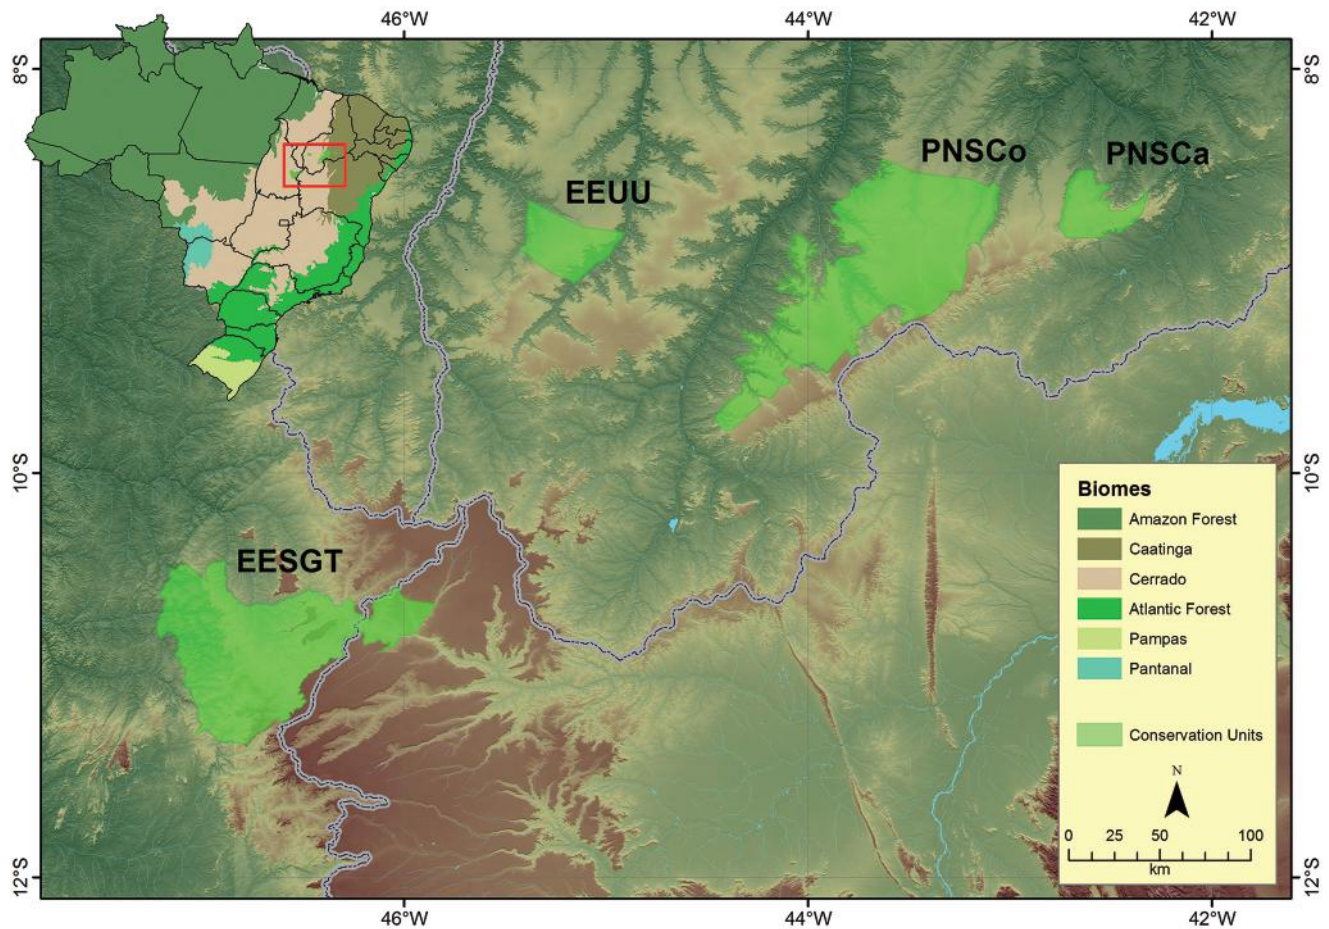 46°W
44°W
42°W
8°S
8°S
PNSCo
PNSCa
EEUU
10°S
10°S
EESGT
Biomes
Amazon Forest
Caatinga
Cerrado
Atlantic Forest
Pampas
Pantanal
Conservation Units
N
0 25 50 100
km
12°S
12°S
46°W
44°W
42°W